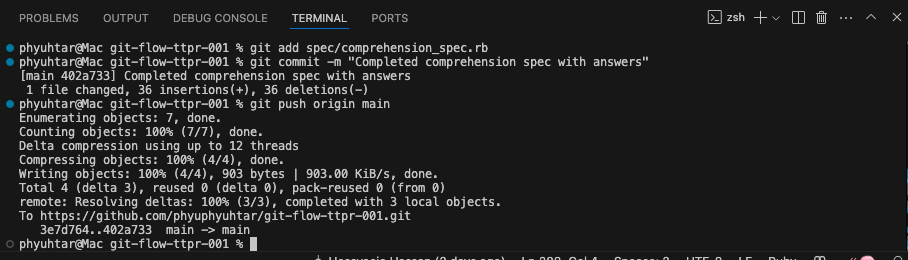 PROBLEMS OUTPUT DEBUG CONSOLE TERMINAL PORTS zsh
phyuhtar@Mac git-flow-ttpr-001 % git add spec/comprehension_spec.rb
phyuhtar@Mac git-flow-ttpr-001 % git commit -m "Completed comprehension spec with answers"
[main 402a733] Completed comprehension spec with answers
1 file changed, 36 insertions(+), 36 deletions(-)
phyuhtar@Mac git-flow-ttpr-001 % git push origin main
Enumerating objects: 7, done.
Counting objects: 100% (7/7), done.
Delta compression using up to 12 threads
Compressing objects: 100% (4/4), done.
Writing objects: 100% (4/4), 903 bytes | 903.00 KiB/s, done.
Total 4 (delta 3), reused 0 (delta 0), pack-reused 0 (from 0)
remote: Resolving deltas: 100% (3/3), completed with 3 local objects.
To https://github.com/phyuphyuhtar/git-flow-ttpr-001.git
3e7d764..402a733 main -> main
phyuhtar@Mac git-flow-ttpr-001 %